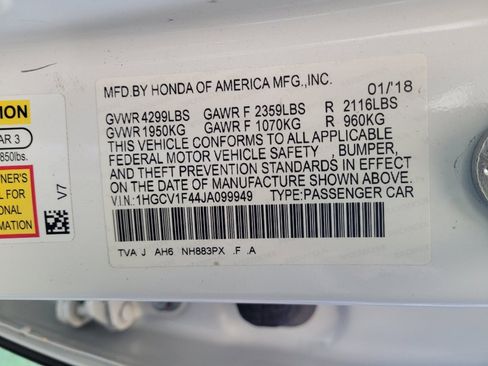 MFD.BY HONDA OF AMERICA MFG.,INC. 01/'18
GVWR 4299LBS GAWR F 2359LBS R 2116LBS
GVWR 1950KG GAWR F 1070KG R 960KG
THIS VEHICLE CONFORMS TO ALL APPLICABLE
FEDERAL MOTOR VEHICLE SAFETY , BUMPER,
AND THEFT PREVENTION STANDARDS IN EFFECT
ON THE DATE OF MANUFACTURE SHOWN ABOVE.
V.I.N.:1HGCV1F44JA099949 TYPE:PASSENGER CAR
TVA J AH6 NH883PX .F .A
ION
AR 3
850lbs.
NER'S
L FOR
ONAL
MATION
V7